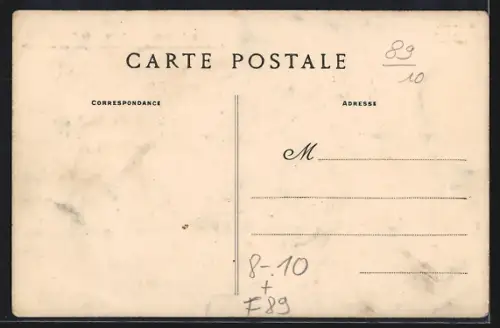 CARTE POSTALE
89
10
CORRESPONDANCE
ADRESSE
M
8-.10
+
F89